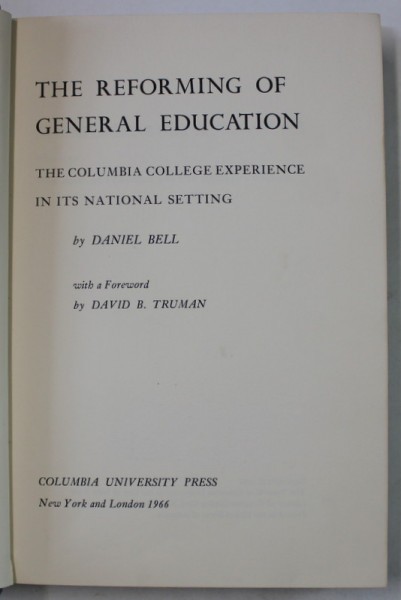 THE REFORMING OF
GENERAL EDUCATION
THE COLUMBIA COLLEGE EXPERIENCE
IN ITS NATIONAL SETTING
by DANIEL BELL
with a Foreword
by DAVID B. TRUMAN
COLUMBIA UNIVERSITY PRESS
New York and London 1966